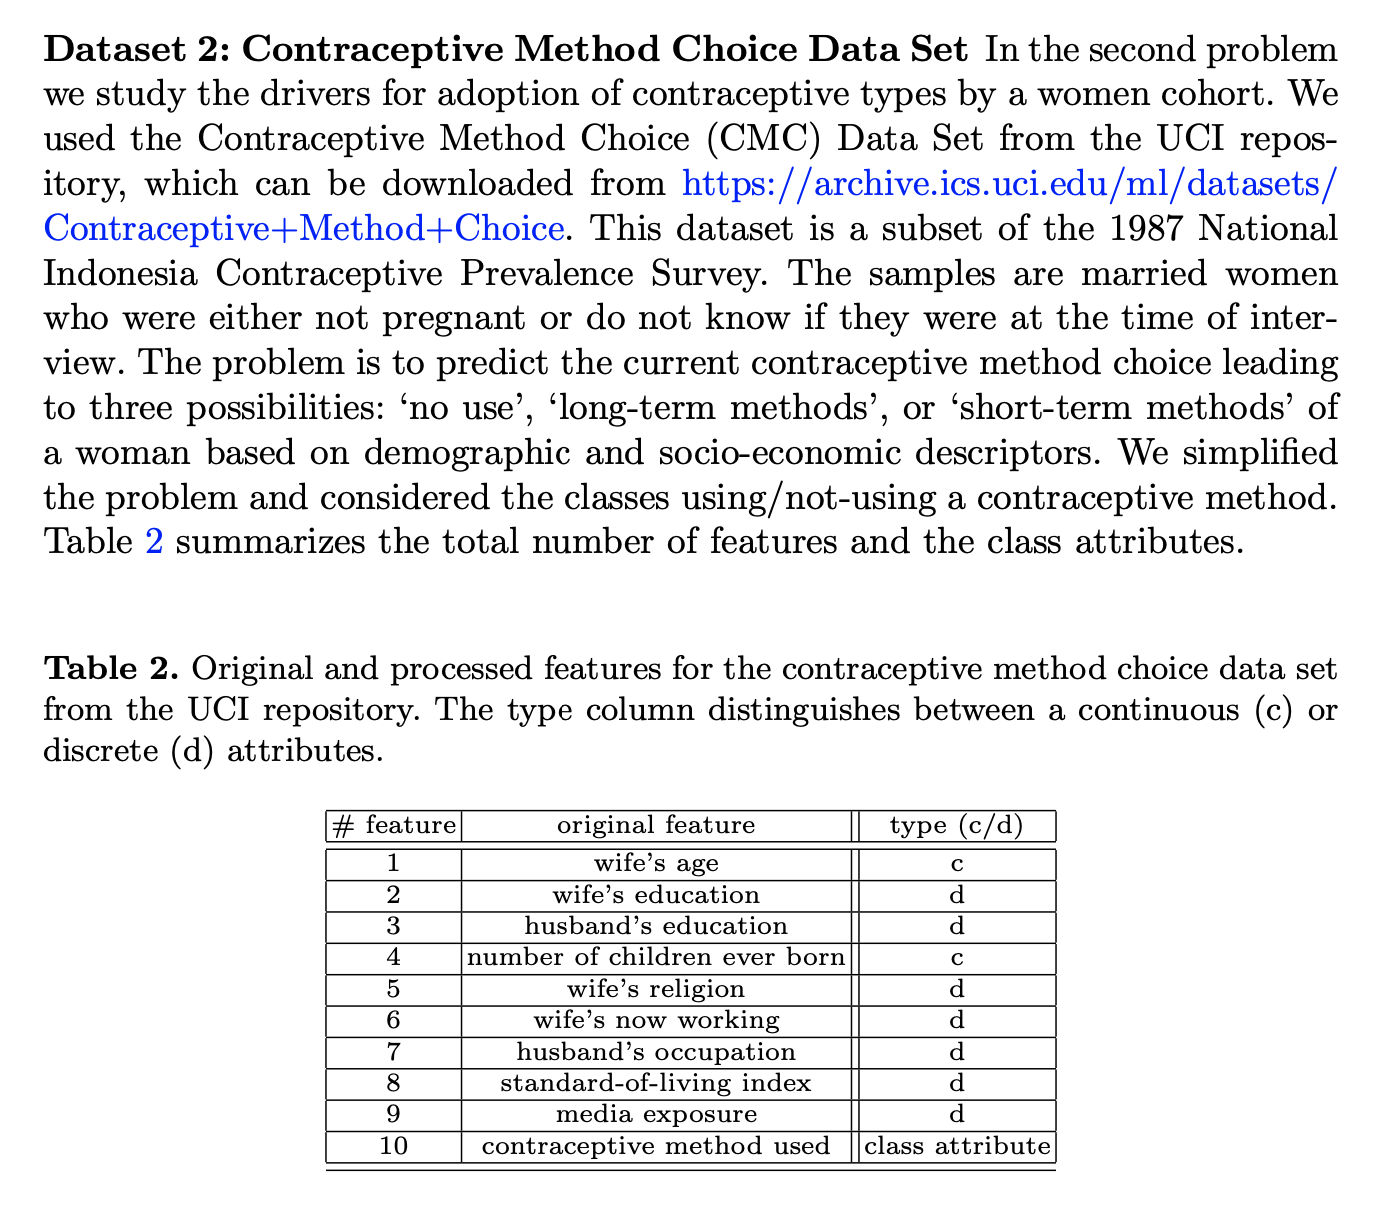 Dataset 2: Contraceptive Method Choice Data Set In the second problem
we study the drivers for adoption of contraceptive types by a women cohort. We
used the Contraceptive Method Choice (CMC) Data Set from the UCI repos-
itory, which can be downloaded from https://archive.ics.uci.edu/ml/datasets/
Contraceptive+Method+Choice. This dataset is a subset of the 1987 National
Indonesia Contraceptive Prevalence Survey. The samples are married women
who were either not pregnant or do not know if they were at the time of inter-
view. The problem is to predict the current contraceptive method choice leading
to three possibilities: ‘no use’, ‘long-term methods’, or ‘short-term methods’ of
a woman based on demographic and socio-economic descriptors. We simplified
the problem and considered the classes using/not-using a contraceptive method.
Table 2 summarizes the total number of features and the class attributes.
Table 2. Original and processed features for the contraceptive method choice data set
from the UCI repository. The type column distinguishes between a continuous (c) or
discrete (d) attributes.
# feature original feature type (c/d)
1 wife’s age c
2 wife’s education d
3 husband’s education d
4 number of children ever born c
5 wife’s religion d
6 wife’s now working d
7 husband’s occupation d
8 standard-of-living index d
9 media exposure d
10 contraceptive method used class attribute